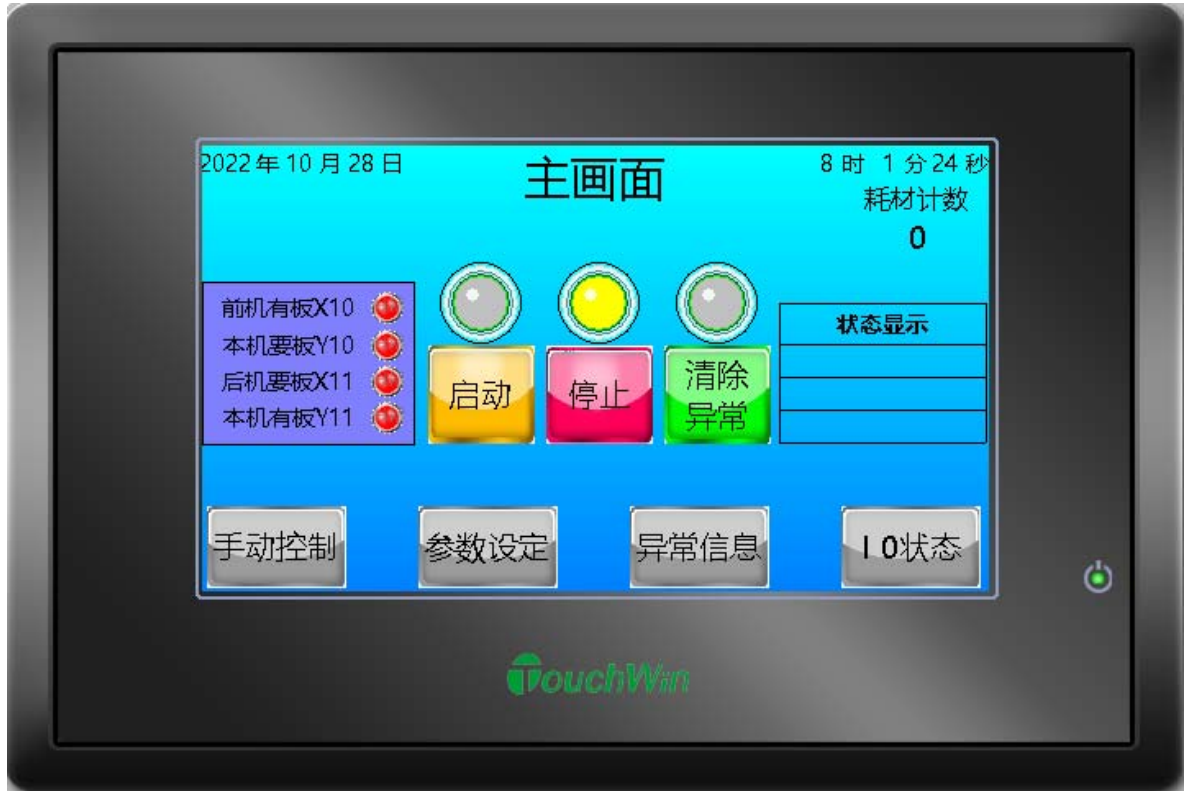 2022年10月28日
主画面
8时 1分24秒
耗材计数
0
前机有板X10
本机要板Y10
后机要板X11
本机有板Y11
启动
停止
清除
异常
状态显示
手动控制
参数设定
异常信息
IO状态
TouchWin